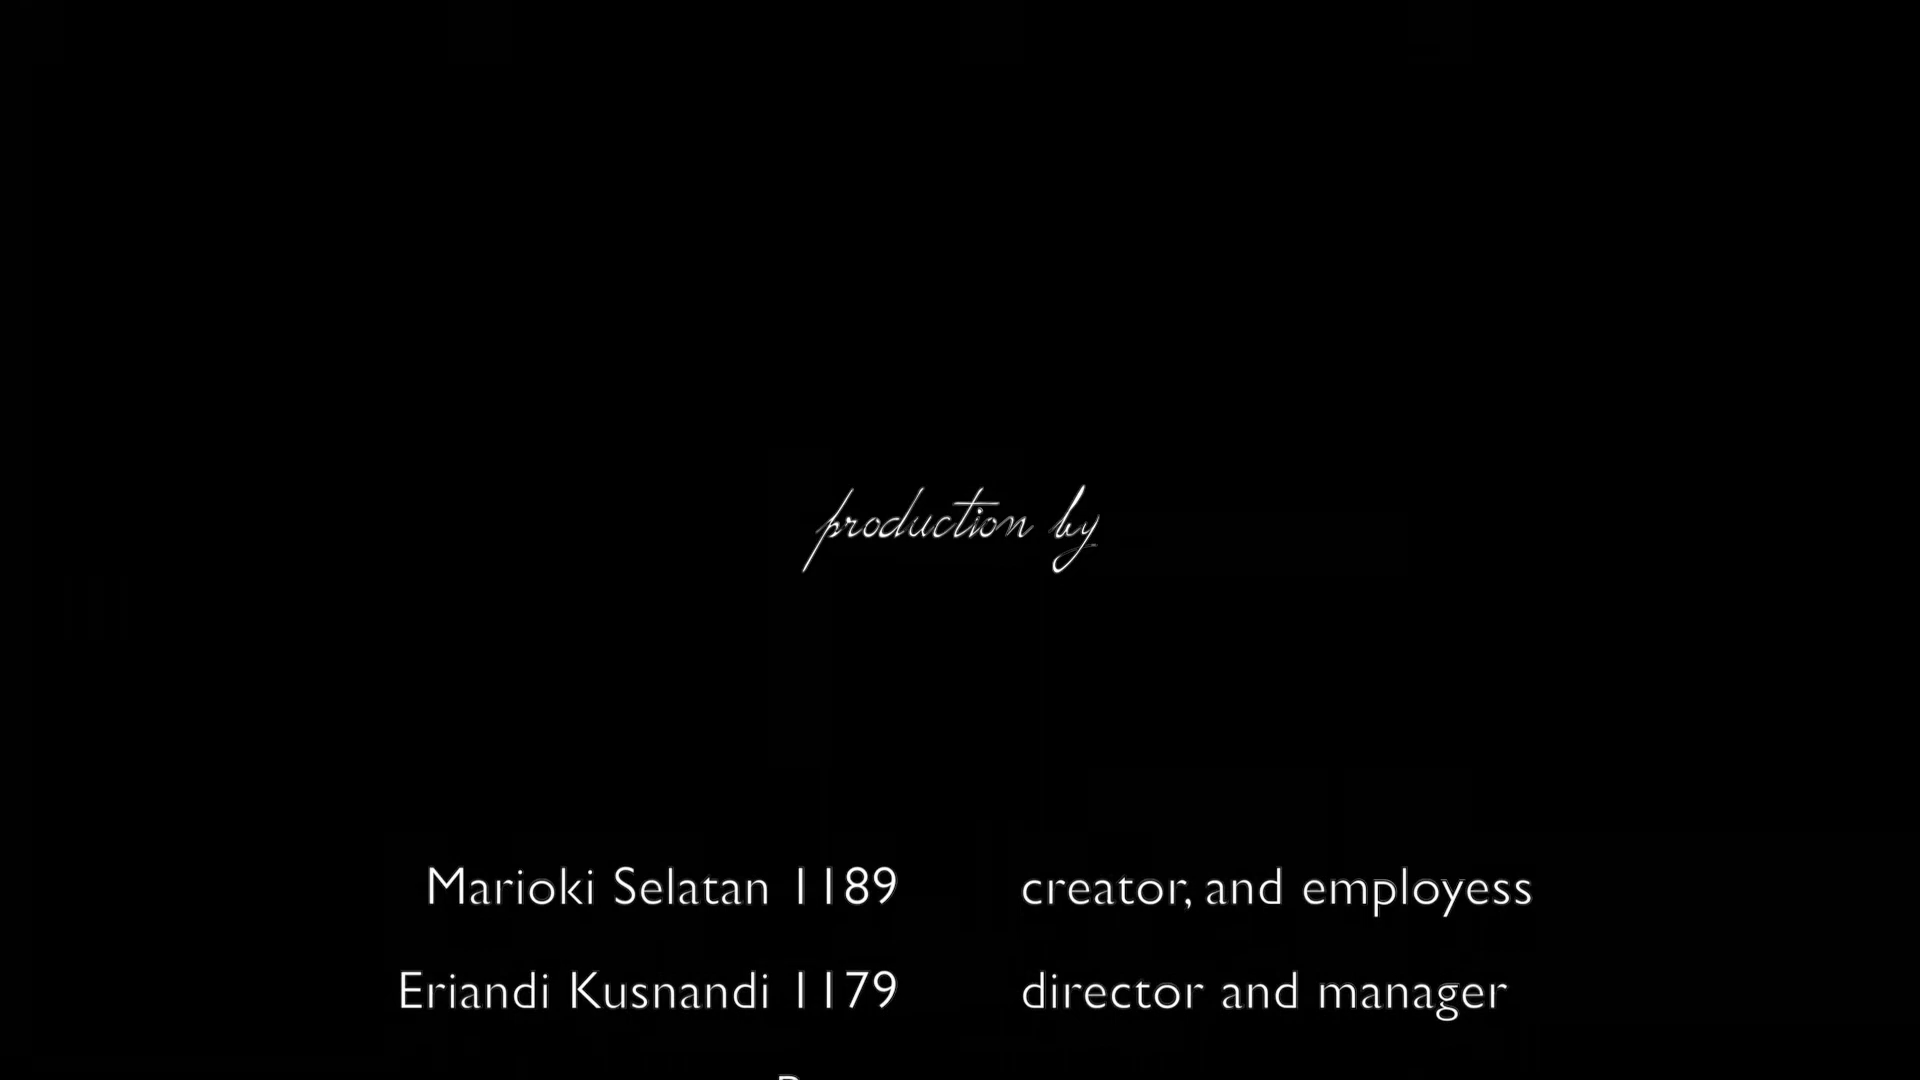 production by
Marioki Selatan 1189 creator, and employess
Eriandi Kusnandi 1179 director and manager